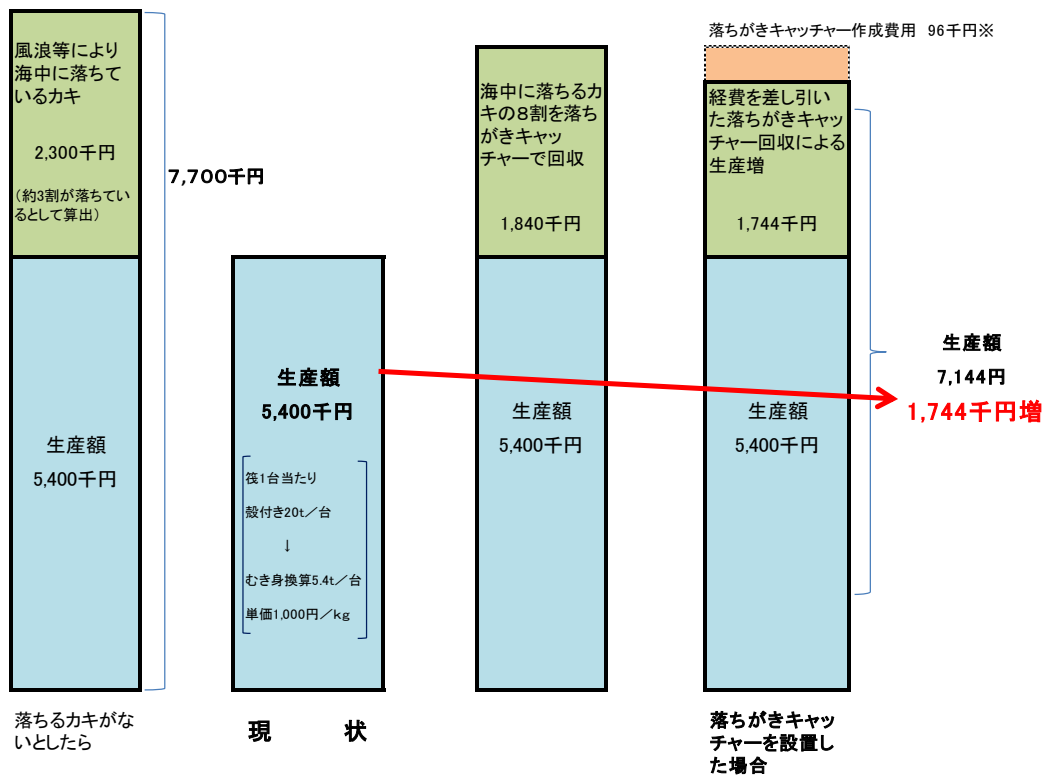 風浪等により
海中に落ちて
いるカキ
2,300千円
（約3割が落ちてい
るとして算出）
7,700千円
生産額
5,400千円
落ちるカキがな
いとしたら
生産額
5,400千円
筏1台当たり
殻付き20t／台
↓
むき身換算5.4t／台
単価1,000円／kg
現　状
海中に落ちるカ
キの８割を落ち
がきキャッ
チャーで回収
1,840千円
生産額
5,400千円
落ちがきキャッチャー作成費用 96千円※
経費を差し引い
た落ちがきキャッ
チャー回収による
生産増
1,744千円
生産額
5,400千円
落ちがきキャッ
チャーを設置し
た場合
生産額
7,144円
1,744千円増